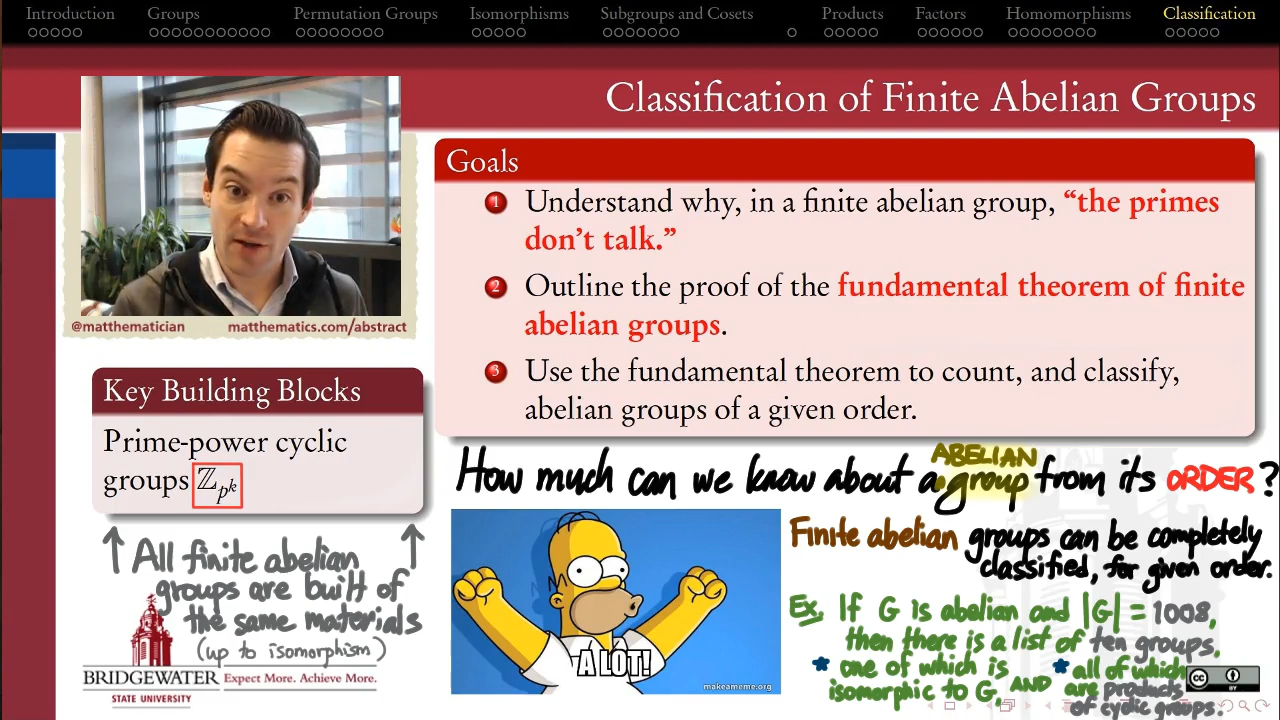 Introduction Groups Permutation Groups Isomorphisms Subgroups and Cosets Products Factors Homomorphisms Classification
Classification of Finite Abelian Groups
@matthematician matthematics.com/abstract
Goals
1 Understand why, in a finite abelian group, “the primes
don’t talk.”
2 Outline the proof of the fundamental theorem of finite
abelian groups.
3 Use the fundamental theorem to count, and classify,
abelian groups of a given order.
Key Building Blocks
Prime-power cyclic
groups ℤ_{p^k}
↑ All finite abelian ↑
groups are built of
the same materials
(up to isomorphism)
BRIDGEWATER
STATE UNIVERSITY
Expect More. Achieve More.
ABELIAN
How much can we know about a group from its ORDER?
A LOT!
makeameme.org
Finite abelian groups can be completely
classified, for given order.
Ex. If G is abelian and |G| = 1008,
then there is a list of ten groups,
* one of which is
isomorphic to G, AND
* all of which
are products
of cyclic groups.
cc BY